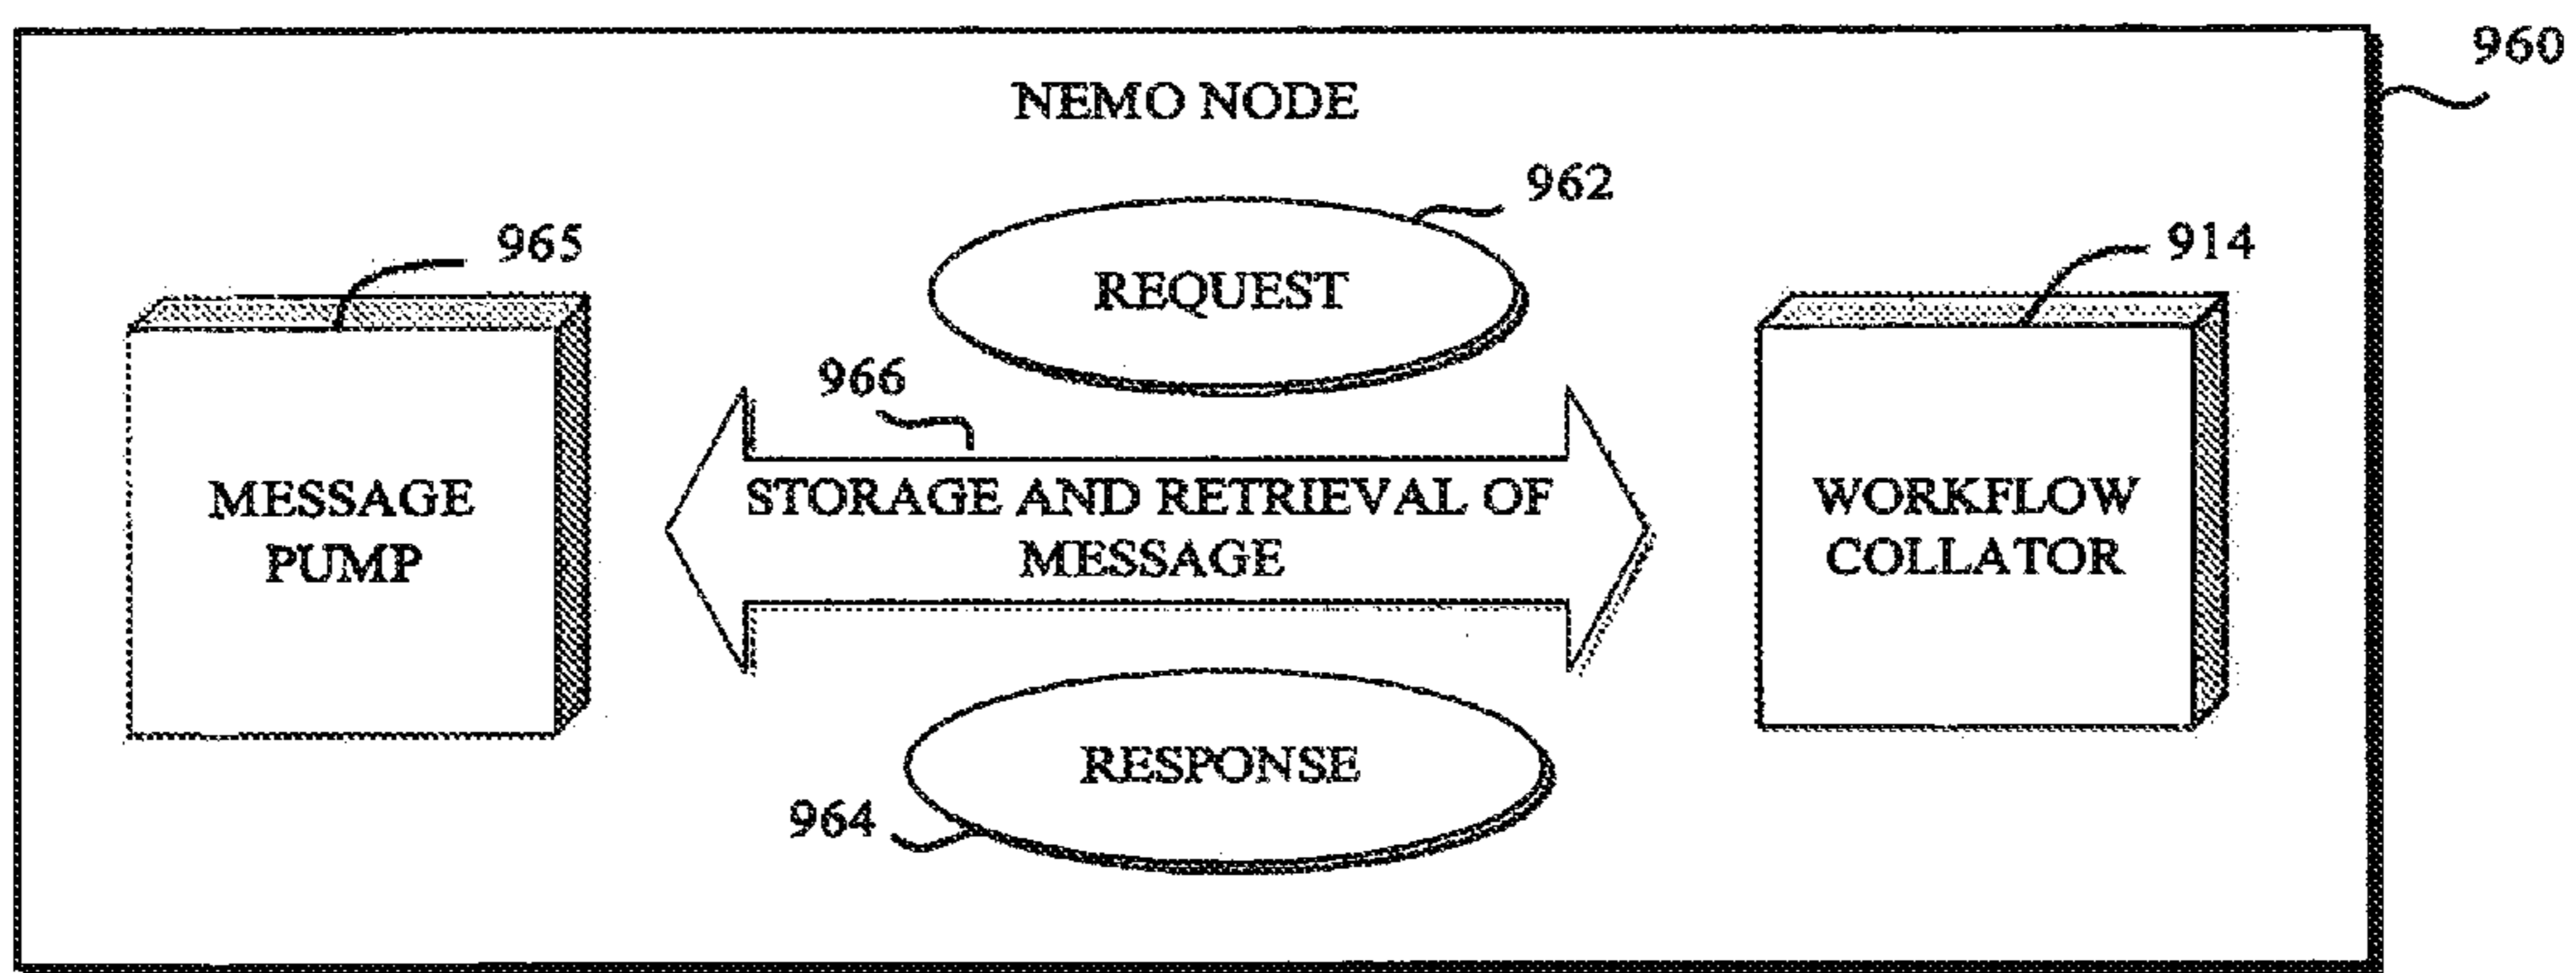 960
NEMO NODE
962
REQUEST
965
914
966
STORAGE AND RETRIEVAL OF
MESSAGE
MESSAGE
PUMP
WORKFLOW
COLLATOR
RESPONSE
964